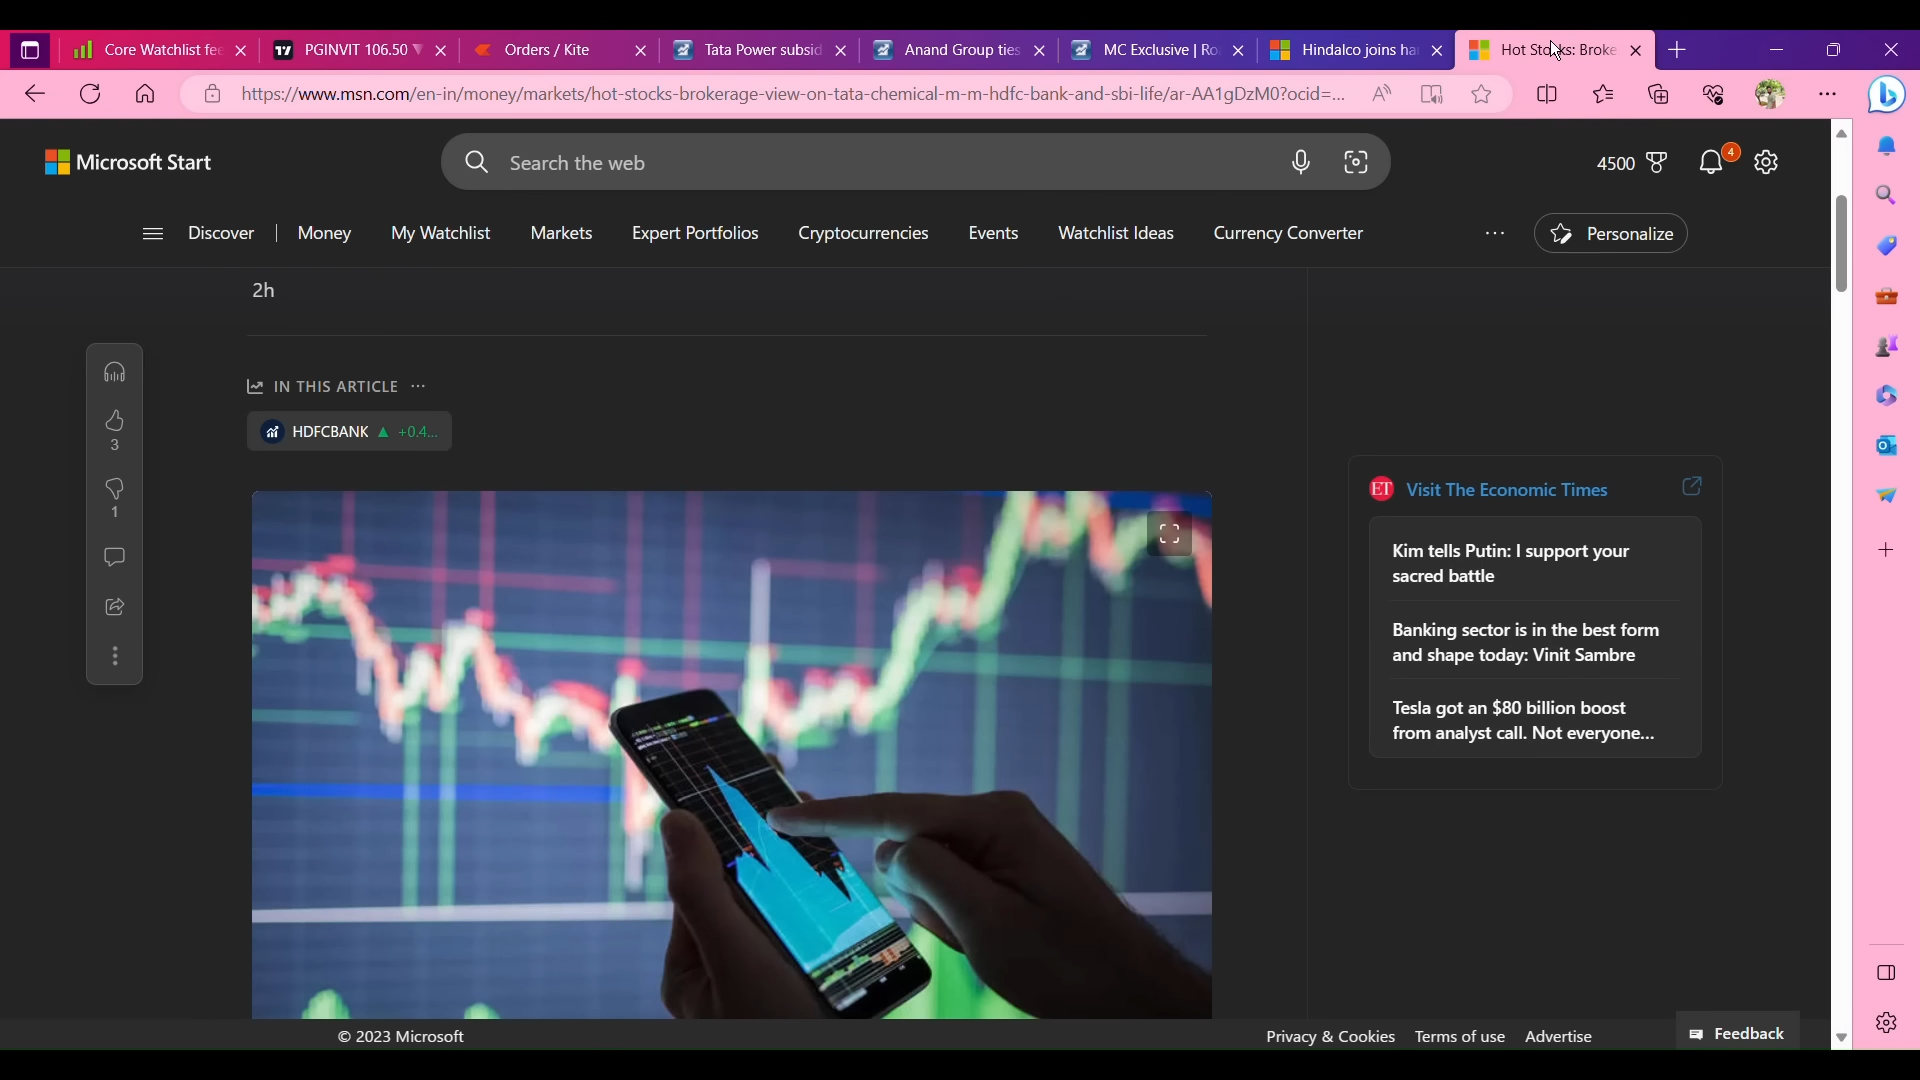 Core Watchlist fe
PGINVIT 106.50
Orders / Kite
Tata Power subsid
Anand Group ties
MC Exclusive | Ro
Hindalco joins ha
Hot Stocks: Broke
https://www.msn.com/en-in/money/markets/hot-stocks-brokerage-view-on-tata-chemical-m-m-hdfc-bank-and-sbi-life/ar-AA1gDzM0?ocid=...
Microsoft Start
Search the web
4500
4
Discover
Money
My Watchlist
Markets
Expert Portfolios
Cryptocurrencies
Events
Watchlist Ideas
Currency Converter
Personalize
2h
IN THIS ARTICLE
HDFCBANK ▲ +0.4...
3
1
ET Visit The Economic Times
Kim tells Putin: I support your
sacred battle
Banking sector is in the best form
and shape today: Vinit Sambre
Tesla got an $80 billion boost
from analyst call. Not everyone...
© 2023 Microsoft
Privacy & Cookies
Terms of use
Advertise
Feedback